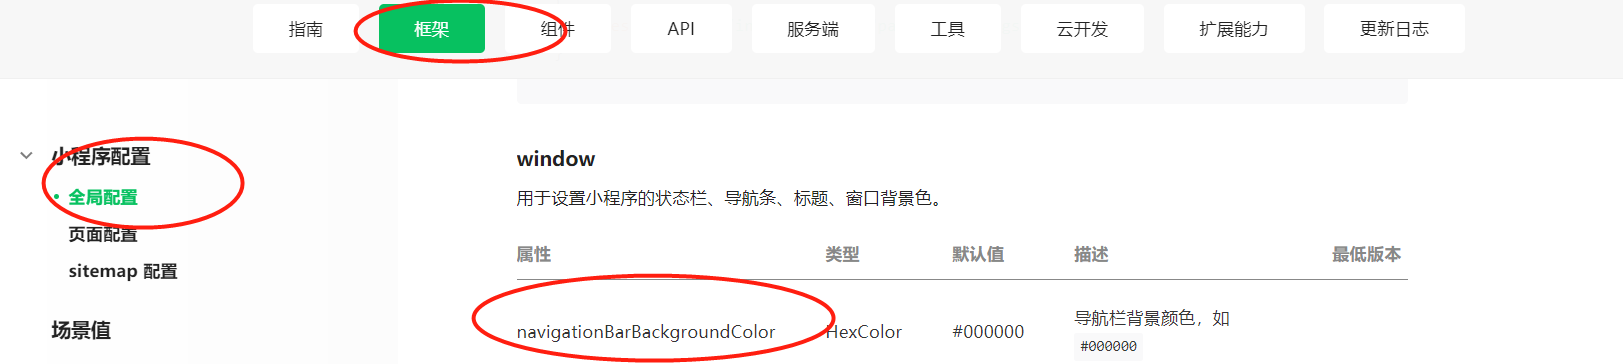 指南 框架 组件 API 服务端 工具 云开发 扩展能力 更新日志
小程序配置
全局配置
页面配置
sitemap 配置
场景值
window
用于设置小程序的状态栏、导航条、标题、窗口背景色。
属性 类型 默认值 描述 最低版本
navigationBarBackgroundColor HexColor #000000 导航栏背景颜色，如
#000000